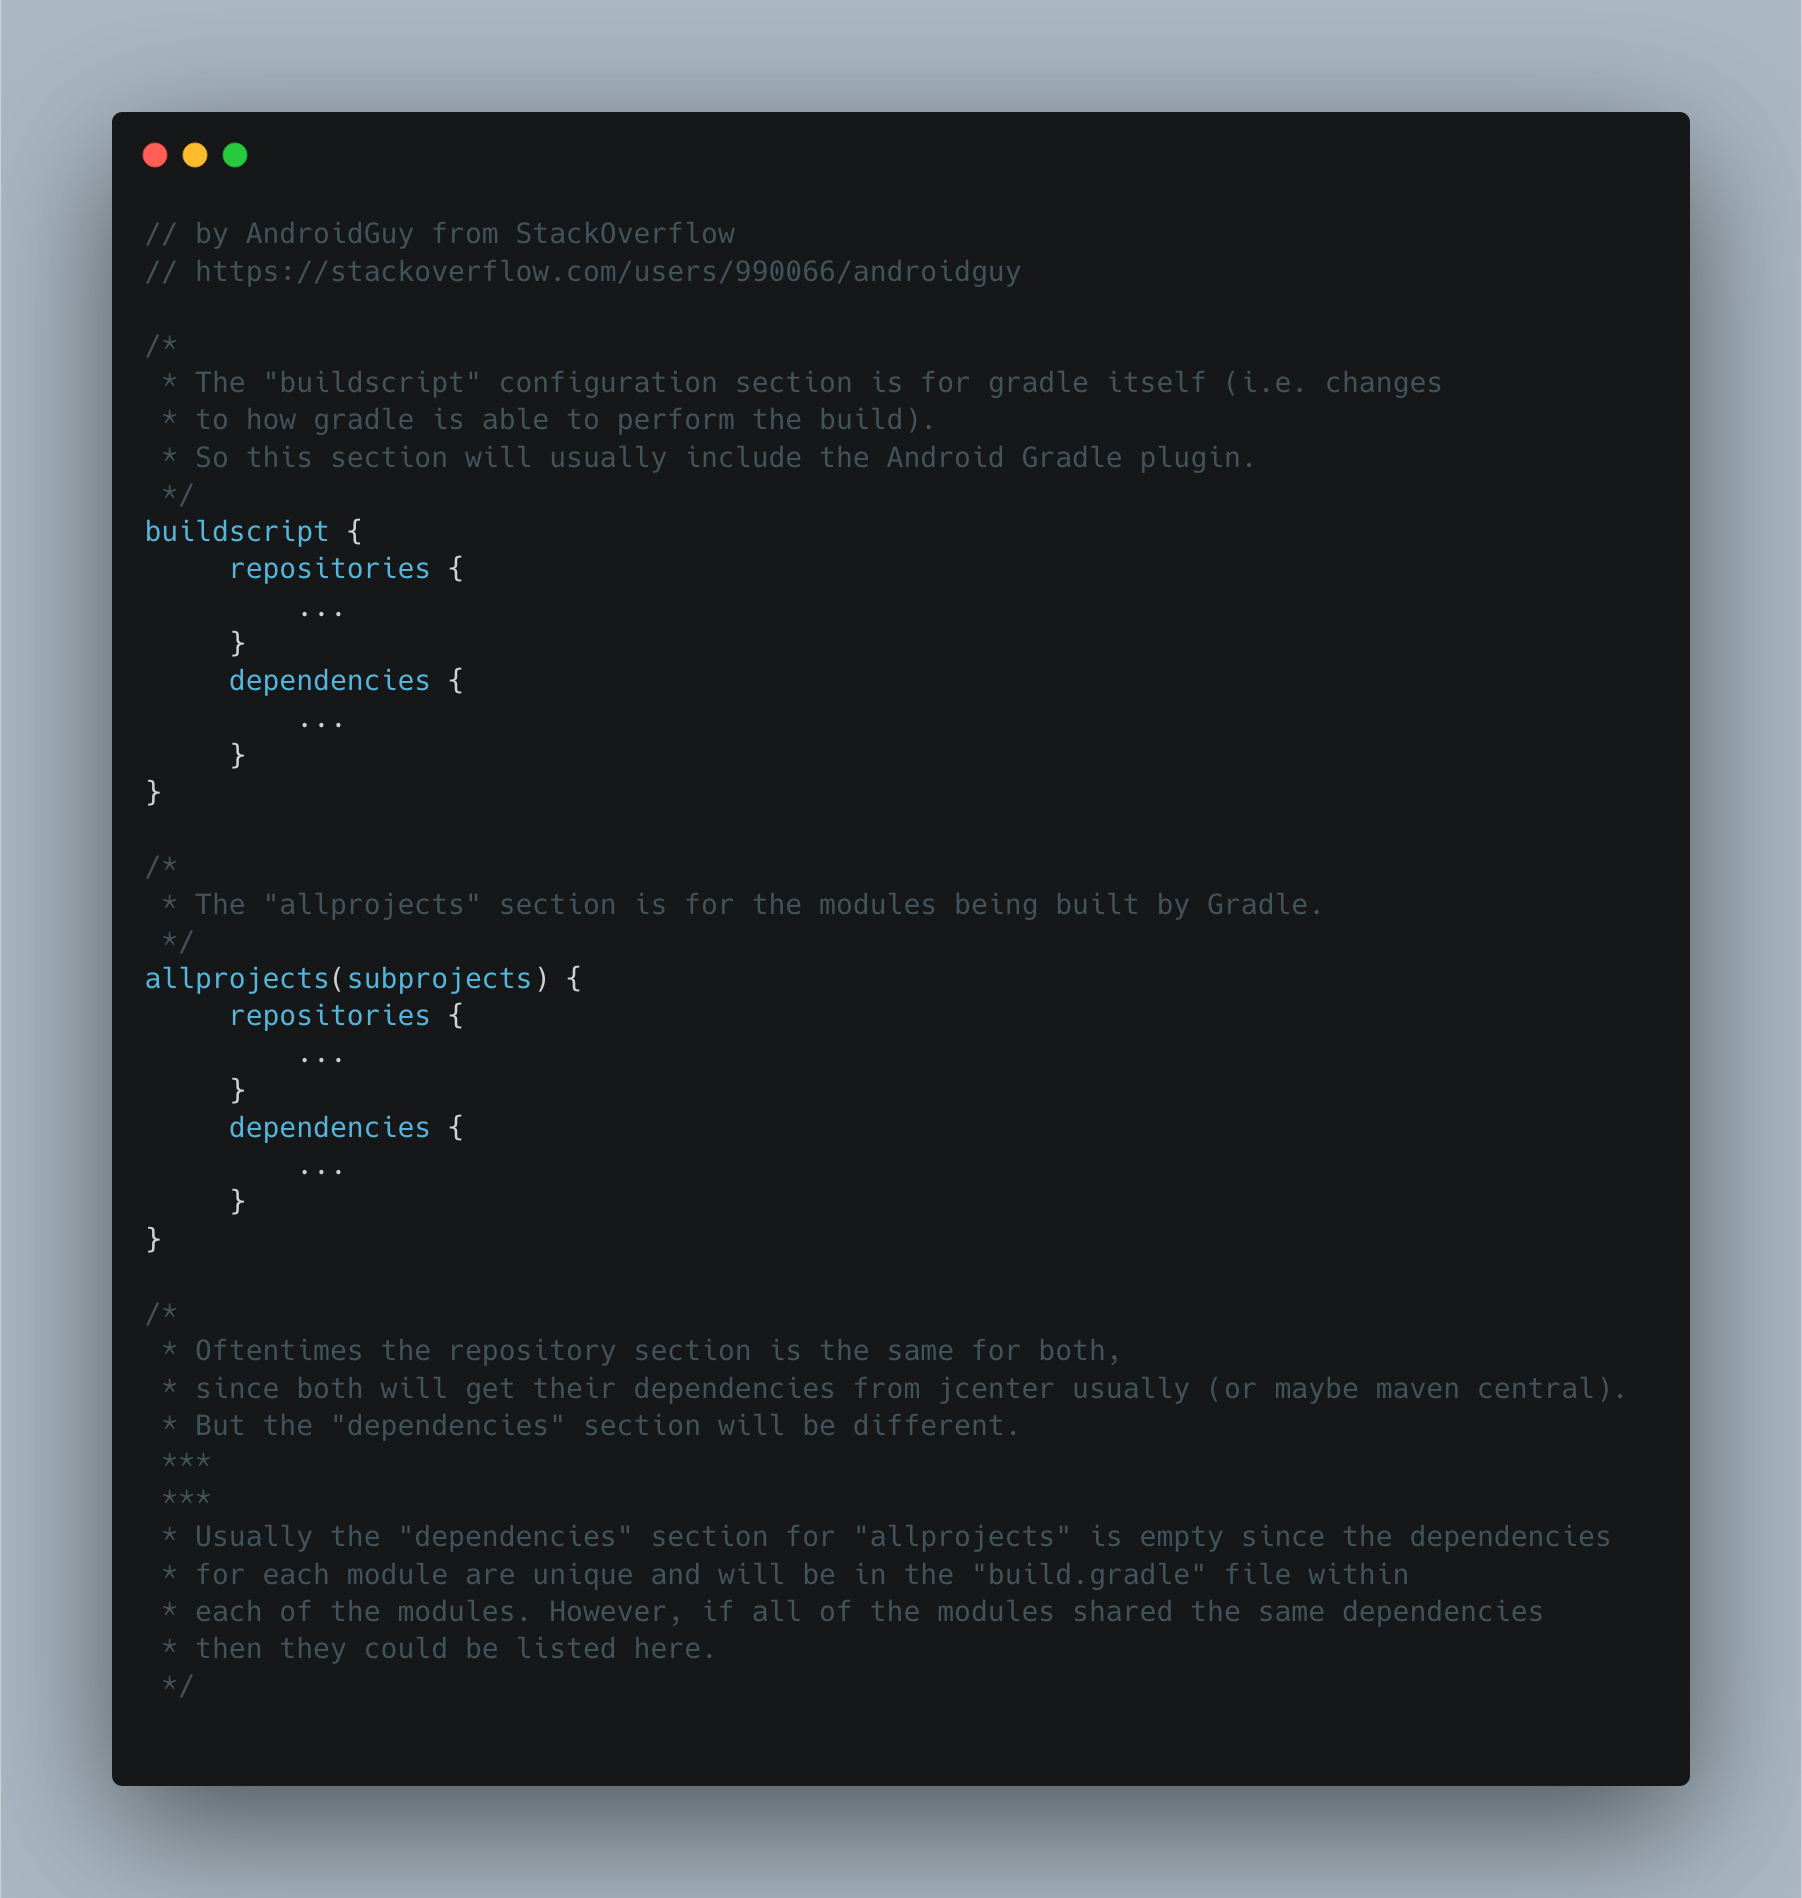 // by AndroidGuy from StackOverflow
// https://stackoverflow.com/users/990066/androidguy
/*
 * The "buildscript" configuration section is for gradle itself (i.e. changes
 * to how gradle is able to perform the build).
 * So this section will usually include the Android Gradle plugin.
 */
buildscript {
     repositories {
         ...
     }
     dependencies {
         ...
     }
}
/*
 * The "allprojects" section is for the modules being built by Gradle.
 */
allprojects(subprojects) {
     repositories {
         ...
     }
     dependencies {
         ...
     }
}
/*
 * Oftentimes the repository section is the same for both,
 * since both will get their dependencies from jcenter usually (or maybe maven central).
 * But the "dependencies" section will be different.
 ***
 ***
 * Usually the "dependencies" section for "allprojects" is empty since the dependencies
 * for each module are unique and will be in the "build.gradle" file within
 * each of the modules. However, if all of the modules shared the same dependencies
 * then they could be listed here.
 */